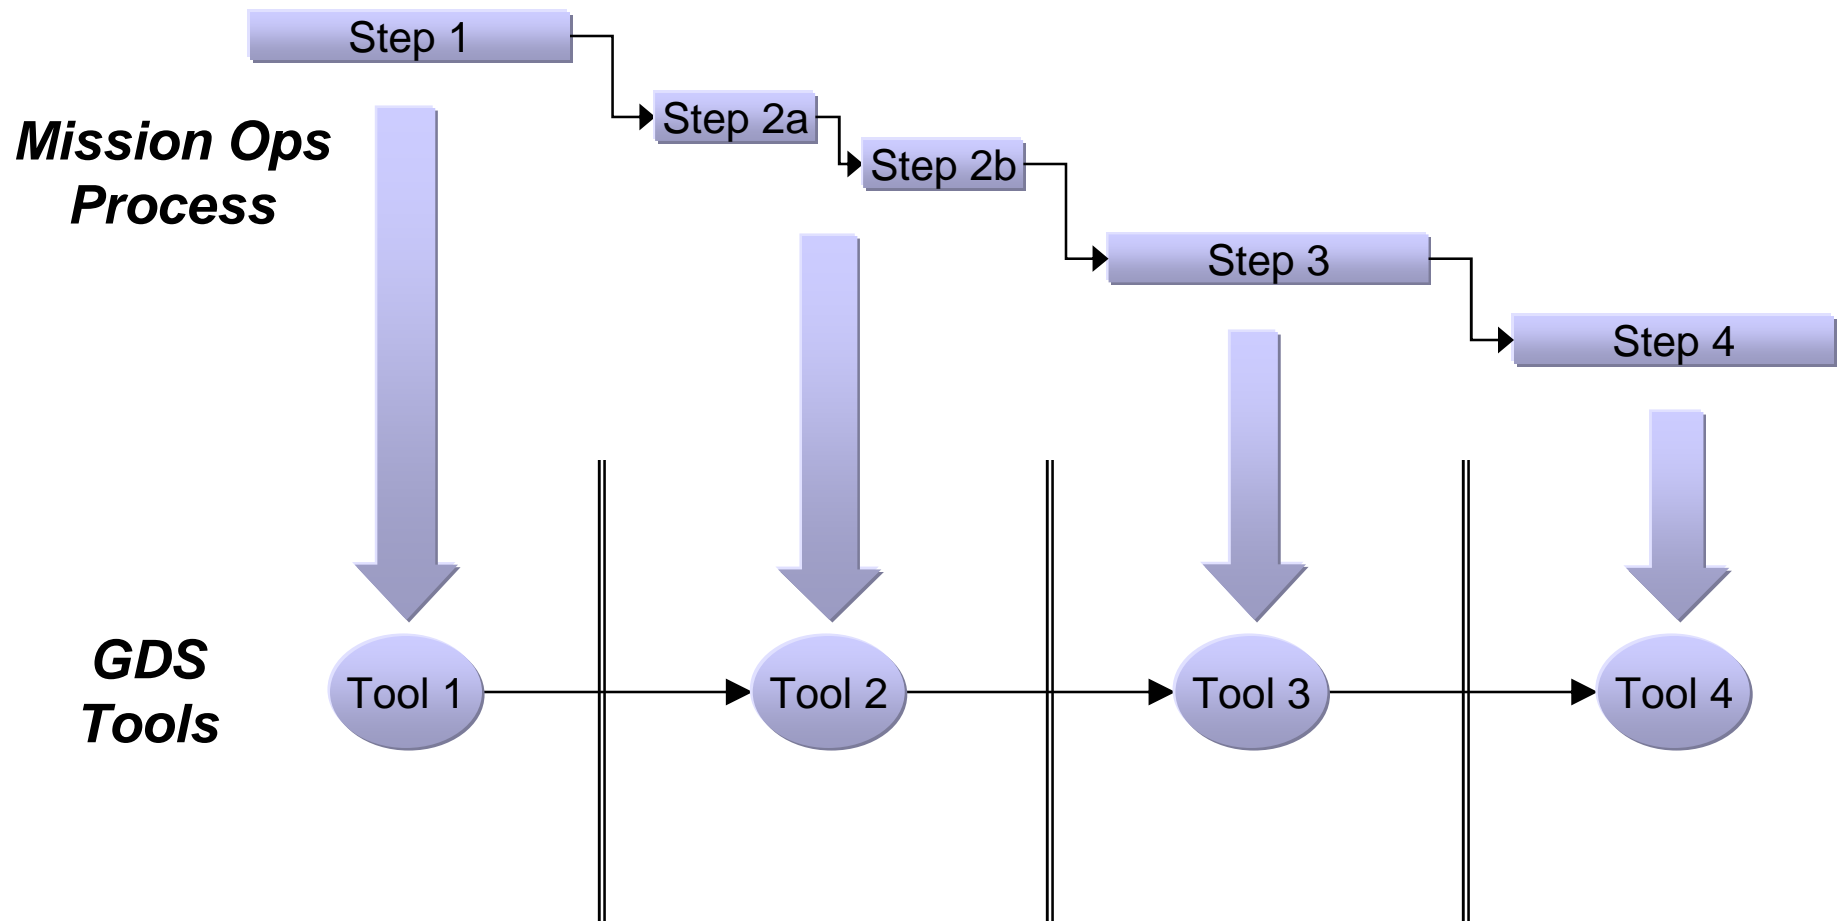 Step 1
Step 2a
Step 2b
Step 3
Step 4
Mission Ops
Process
GDS
Tools
Tool 1
Tool 2
Tool 3
Tool 4